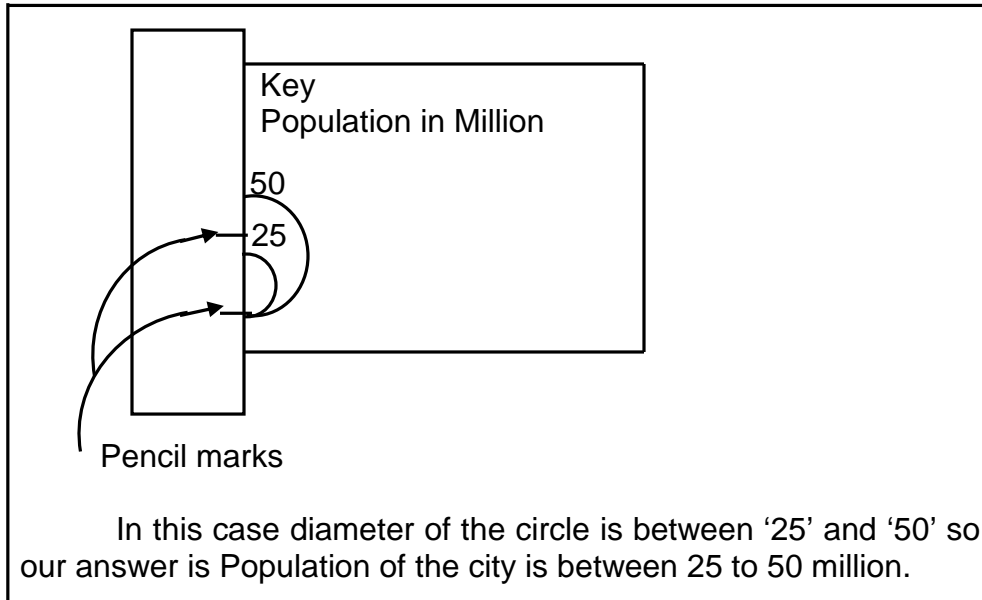 Key
Population in Million
50
25
Pencil marks
In this case diameter of the circle is between ‘25’ and ‘50’ so
our answer is Population of the city is between 25 to 50 million.